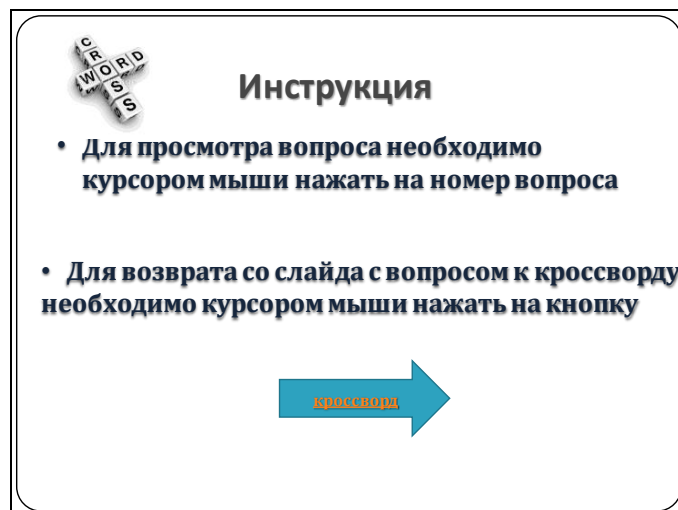 CROSS
WORD
Инструкция
• Для просмотра вопроса необходимо
курсором мыши нажать на номер вопроса
• Для возврата со слайда с вопросом к кроссворду
необходимо курсором мыши нажать на кнопку
кроссворд